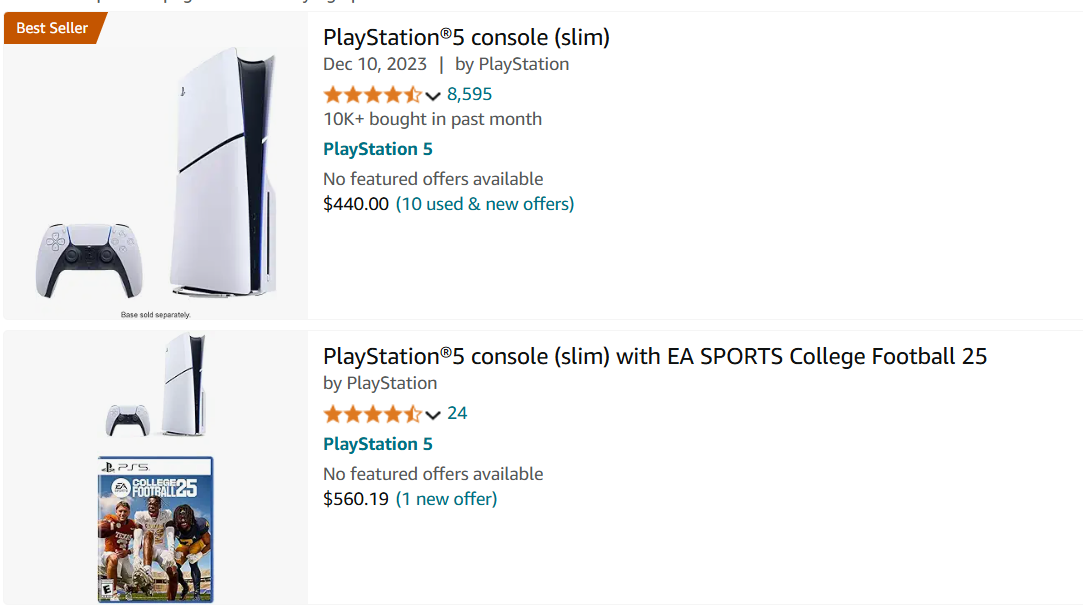 Best Seller
PlayStation®5 console (slim)
Dec 10, 2023 | by PlayStation
8,595
10K+ bought in past month
PlayStation 5
No featured offers available
$440.00 (10 used & new offers)
Base sold separately.
PlayStation®5 console (slim) with EA SPORTS College Football 25
by PlayStation
24
PlayStation 5
No featured offers available
$560.19 (1 new offer)
PS5
EA
COLLEGE
FOOTBALL 25
TEXAS
E